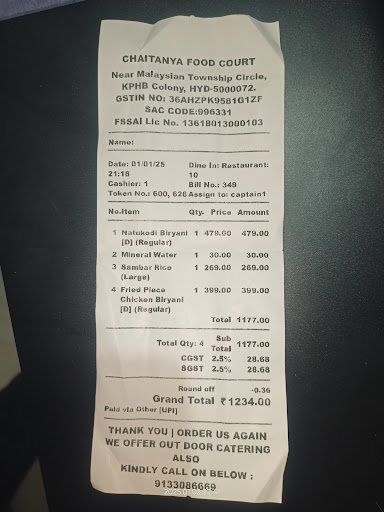 CHAITANYA FOOD COURT
Near Malaysian Township Circle,
KPHB Colony, HYD-5000072.
GSTIN NO: 36AHZPK9581G1ZF
SAC CODE:996331
FSSAI Lic No. 13618013000103
Name:
Date: 01/01/25 Dine In: Restaurant:
21:16 10
Cashier: 1 Bill No.: 349
Token No.: 600, 626 Assign to: captain1
No.Item Qty. Price Amount
1 Natukodi Biryani 1 479.00 479.00
[D] (Regular)
2 Mineral Water 1 30.00 30.00
3 Sambar Rice 1 269.00 269.00
(Large)
4 Fried Piece 1 399.00 399.00
Chicken Biryani
[D] (Regular)
Total 1177.00
Total Qty: 4 Sub Total 1177.00
CGST 2.5% 28.68
SGST 2.5% 28.68
Round off -0.36
Grand Total ₹1234.00
Paid via Other [UPI]
THANK YOU | ORDER US AGAIN
WE OFFER OUT DOOR CATERING
ALSO
KINDLY CALL ON BELOW :
9133086669